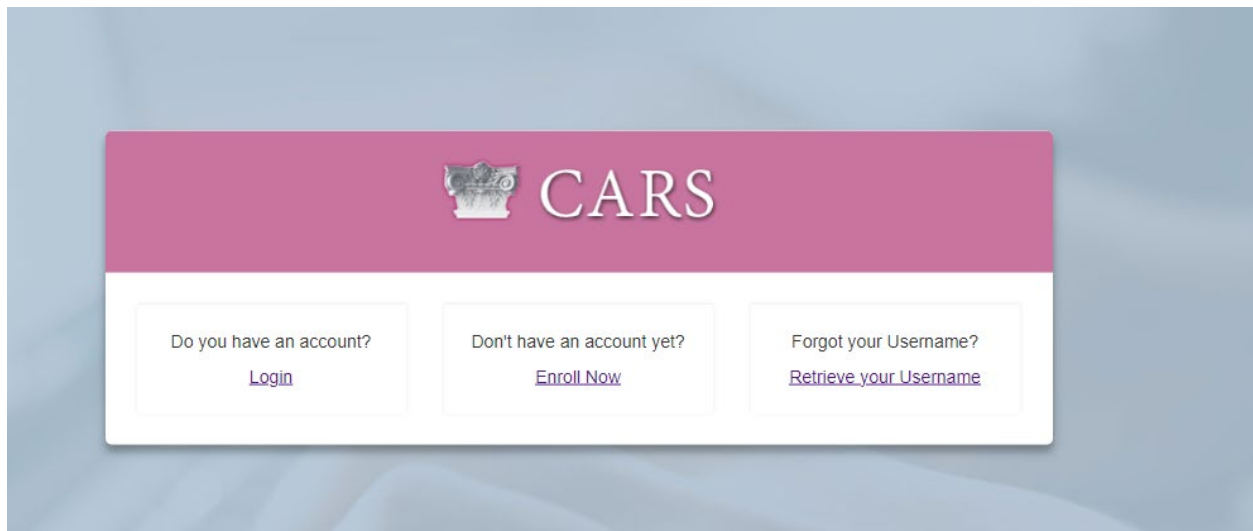 CARS
Do you have an account?
Login
Don't have an account yet?
Enroll Now
Forgot your Username?
Retrieve your Username